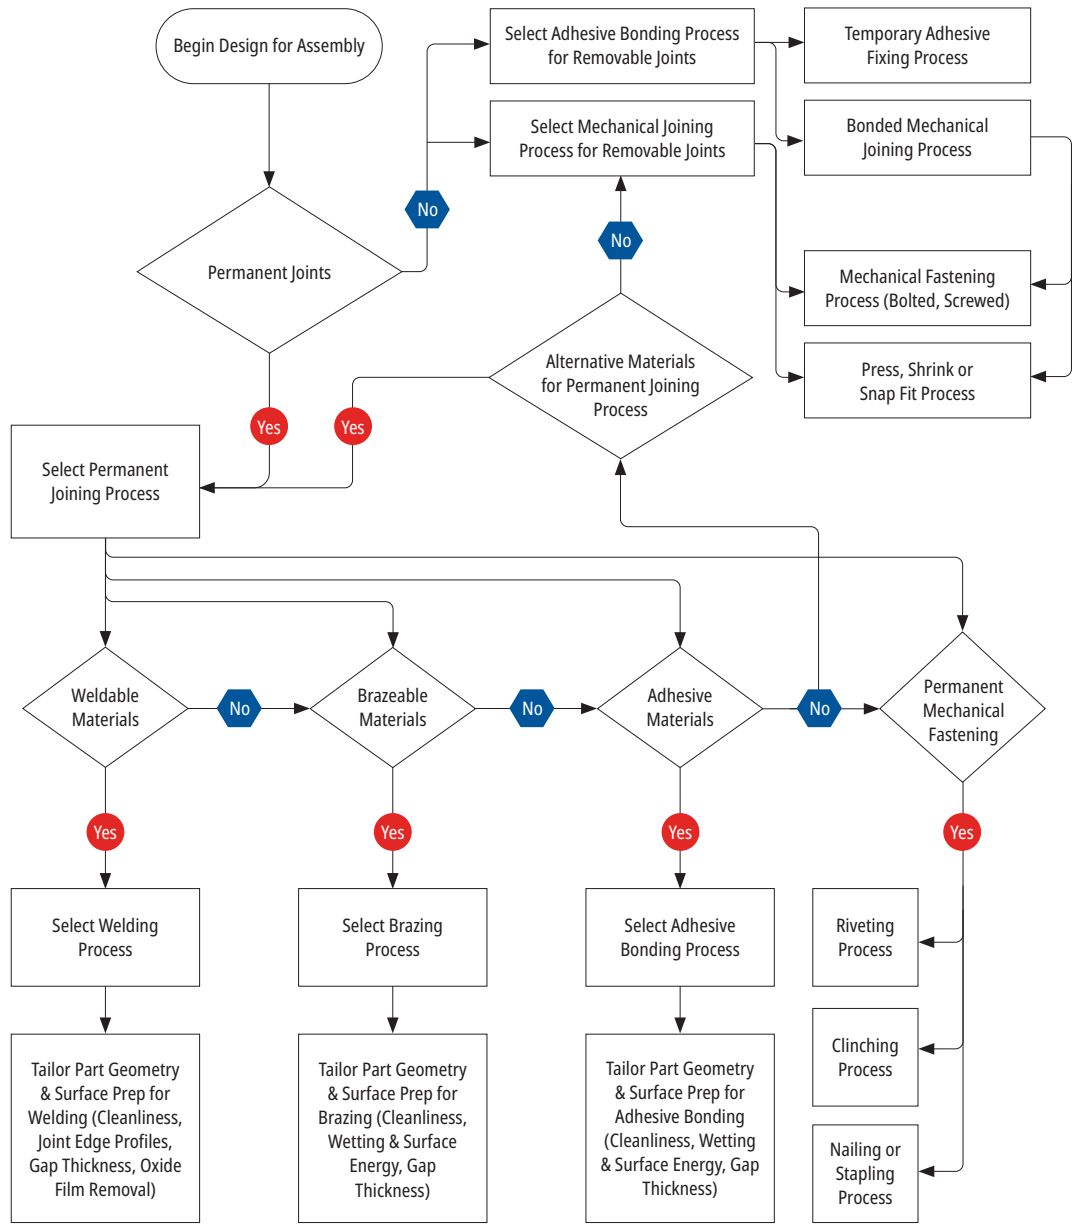 Begin Design for Assembly
Select Adhesive Bonding Process
for Removable Joints
Temporary Adhesive
Fixing Process
Select Mechanical Joining
Process for Removable Joints
Bonded Mechanical
Joining Process
No
No
Permanent Joints
Mechanical Fastening
Process (Bolted, Screwed)
Alternative Materials
for Permanent Joining
Process
Press, Shrink or
Snap Fit Process
Yes
Yes
Select Permanent
Joining Process
Weldable
Materials
No
Brazeable
Materials
No
Adhesive
Materials
No
Permanent
Mechanical
Fastening
Yes
Yes
Yes
Yes
Select Welding
Process
Select Brazing
Process
Select Adhesive
Bonding Process
Riveting
Process
Tailor Part Geometry
& Surface Prep for
Welding (Cleanliness,
Joint Edge Profiles,
Gap Thickness, Oxide
Film Removal)
Tailor Part Geometry
& Surface Prep for
Brazing (Cleanliness,
Wetting & Surface
Energy, Gap
Thickness)
Tailor Part Geometry
& Surface Prep for
Adhesive Bonding
(Cleanliness, Wetting
& Surface Energy, Gap
Thickness)
Clinching
Process
Nailing or
Stapling
Process